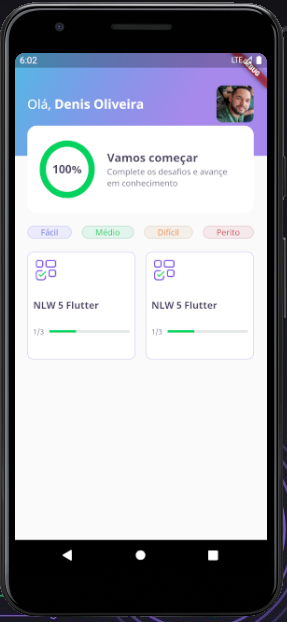 6:02
LTE
DEBUG
Olá, Denis Oliveira
100%
Vamos começar
Complete os desafios e avance
em conhecimento
Fácil Médio Difícil Perito
NLW 5 Flutter NLW 5 Flutter
1/3 1/3